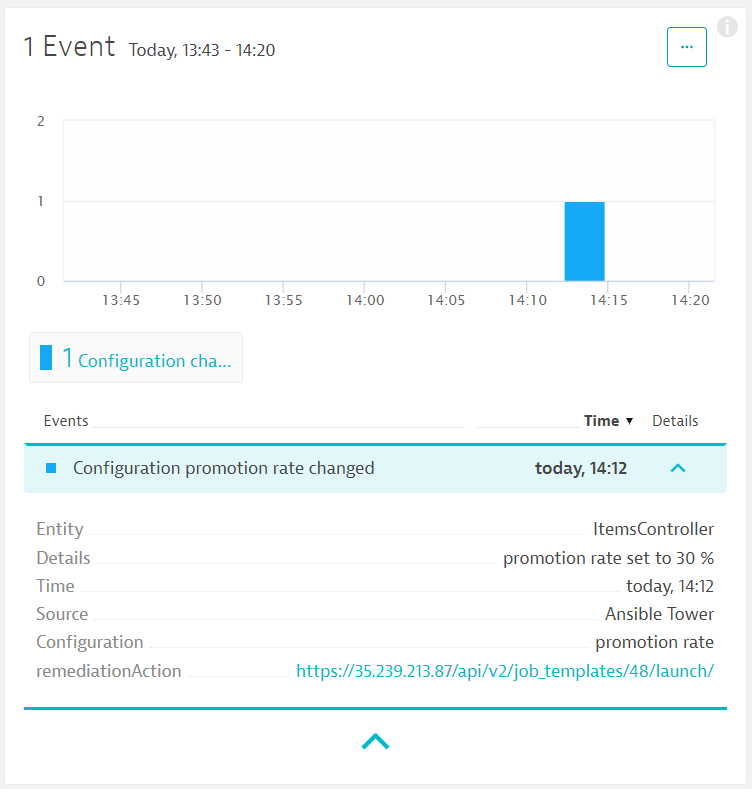 1 Event Today, 13:43 - 14:20
...
i
2
1
0
13:45 13:50 13:55 14:00 14:05 14:10 14:15 14:20
1 Configuration cha...
Events Time ▼ Details
Configuration promotion rate changed today, 14:12
Entity ItemsController
Details promotion rate set to 30 %
Time today, 14:12
Source Ansible Tower
Configuration promotion rate
remediationAction https://35.239.213.87/api/v2/job_templates/48/launch/